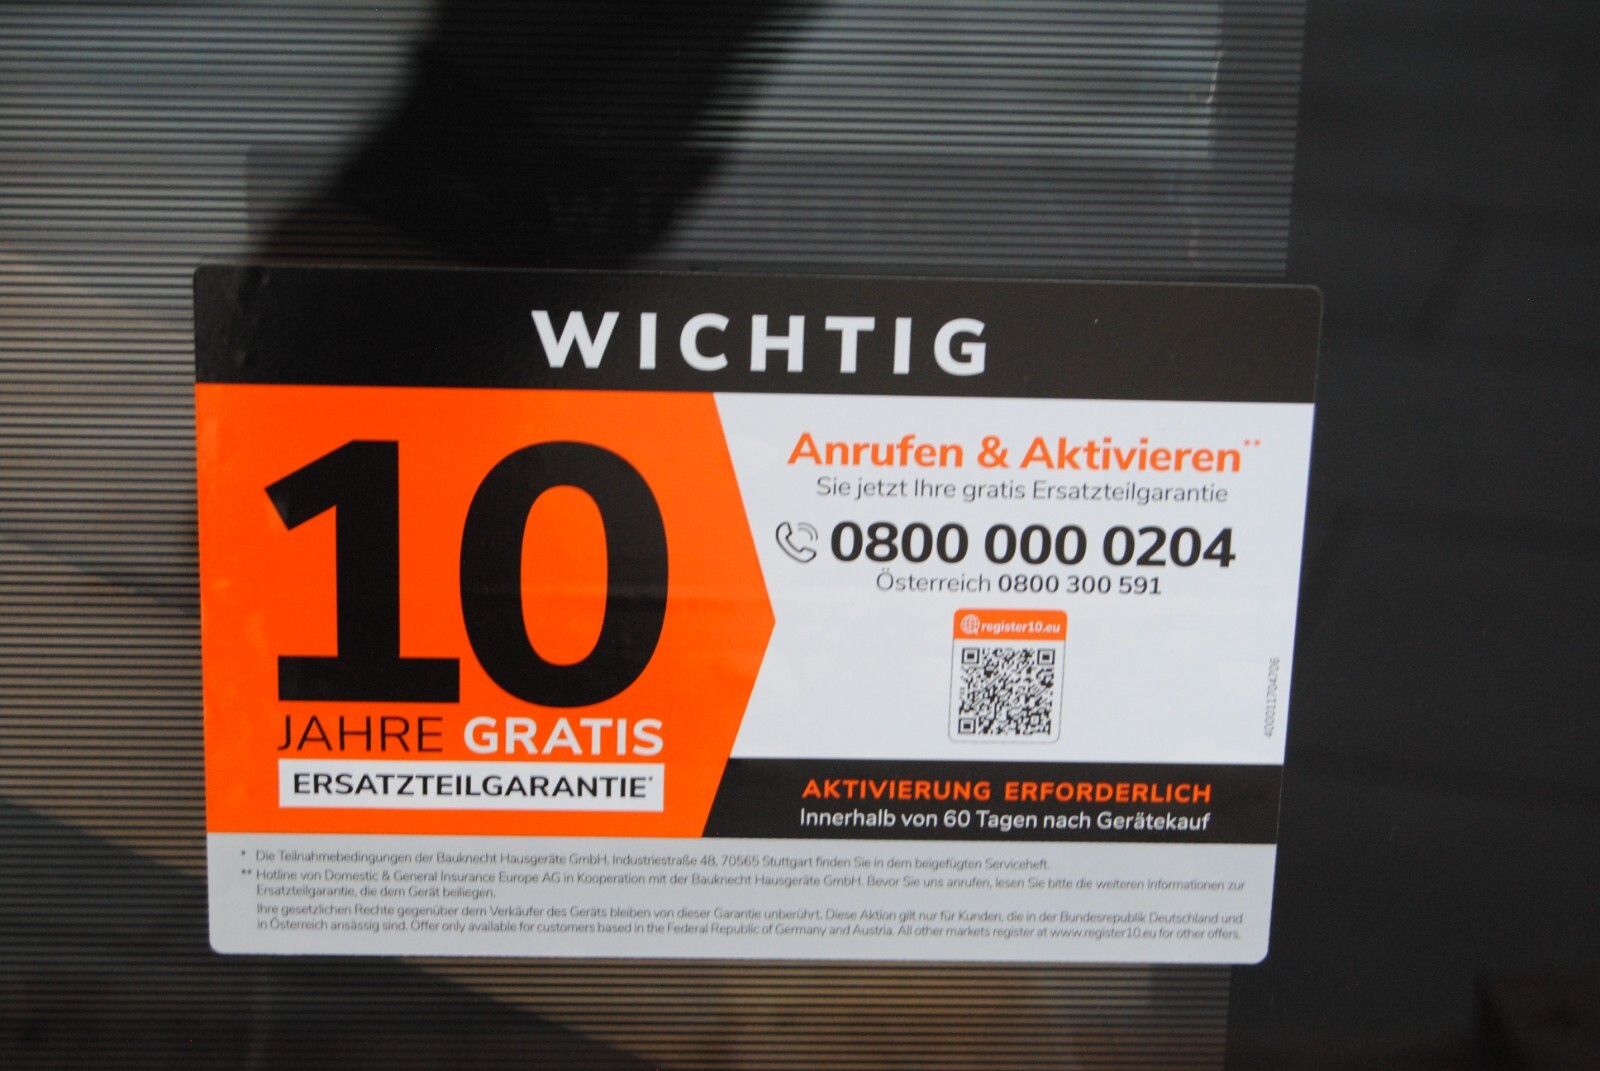 WICHTIG
10
JAHRE GRATIS
ERSATZTEILGARANTIE*
Anrufen & Aktivieren**
Sie jetzt Ihre gratis Ersatzteilgarantie
0800 000 0204
Österreich 0800 300 591
register10.eu
400011704706
AKTIVIERUNG ERFORDERLICH
Innerhalb von 60 Tagen nach Gerätekauf
* Die Teilnahmebedingungen der Bauknecht Hausgeräte GmbH, Industriestraße 48, 70565 Stuttgart finden Sie in dem beigefügten Serviceheft.
** Hotline von Domestic & General Insurance Europe AG in Kooperation mit der Bauknecht Hausgeräte GmbH. Bevor Sie uns anrufen, lesen Sie bitte die weiteren Informationen zur
Ersatzteilgarantie, die dem Gerät beiliegen.
Ihre gesetzlichen Rechte gegenüber dem Verkäufer des Geräts bleiben von dieser Garantie unberührt. Diese Aktion gilt nur für Kunden, die in der Bundesrepublik Deutschland und
in Österreich ansässig sind. Offer only available for customers based in the Federal Republic of Germany and Austria. All other markets register at www.register10.eu for other offers.